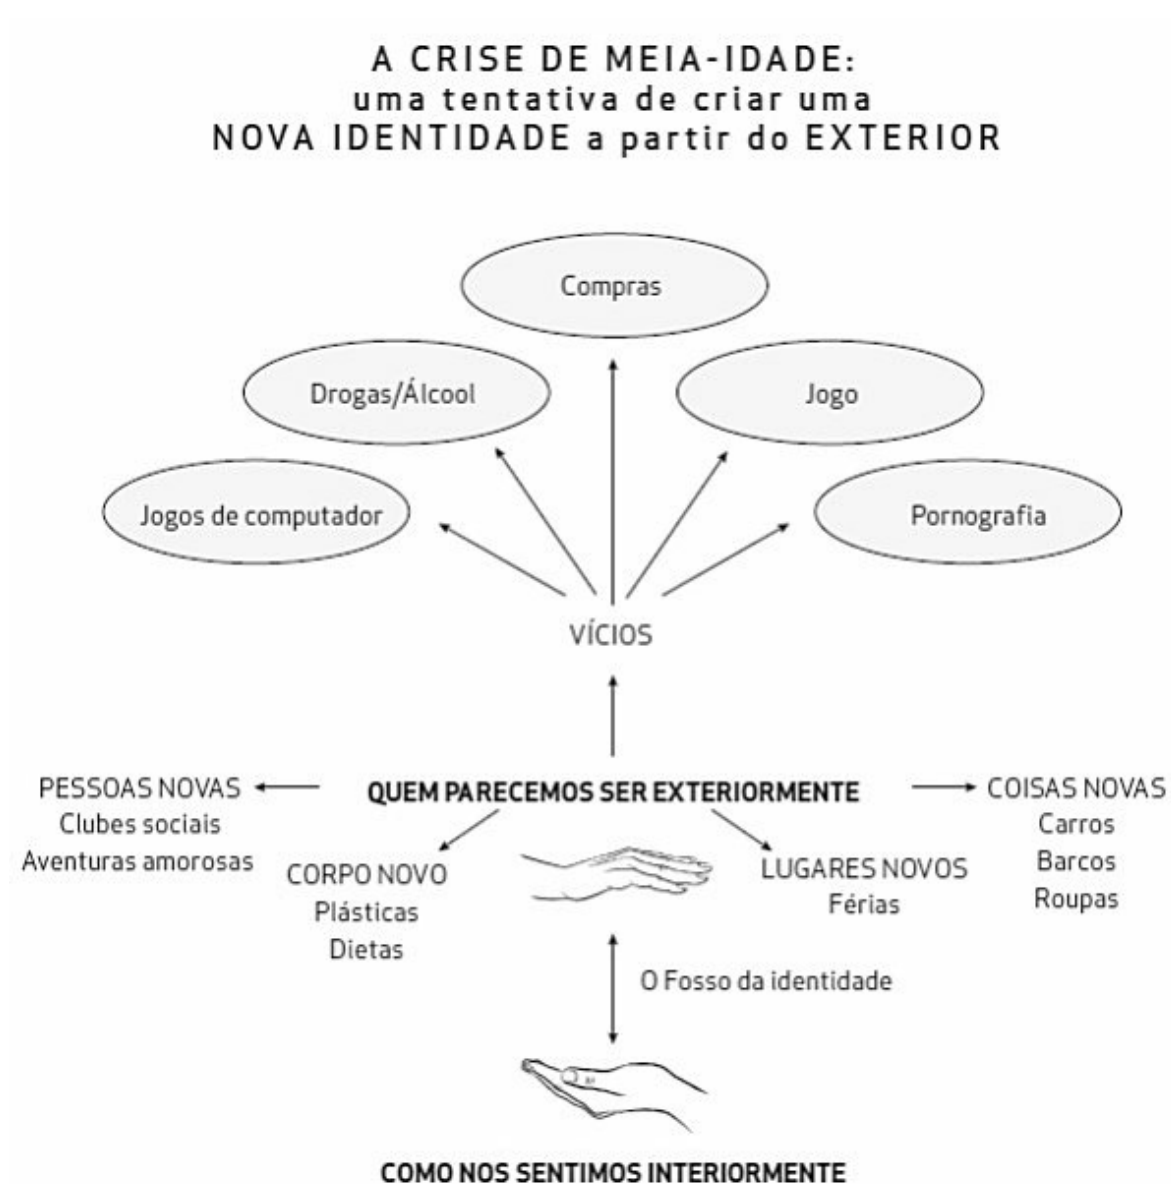 A CRISE DE MEIA-IDADE:
uma tentativa de criar uma
NOVA IDENTIDADE a partir do EXTERIOR
Compras
Drogas/Álcool
Jogo
Jogos de computador
Pornografia
VÍCIOS
PESSOAS NOVAS
Clubes sociais
Aventuras amorosas
QUEM PARECEMOS SER EXTERIORMENTE
COISAS NOVAS
Carros
Barcos
Roupas
CORPO NOVO
Plásticas
Dietas
LUGARES NOVOS
Férias
O Fosso da identidade
COMO NOS SENTIMOS INTERIORMENTE